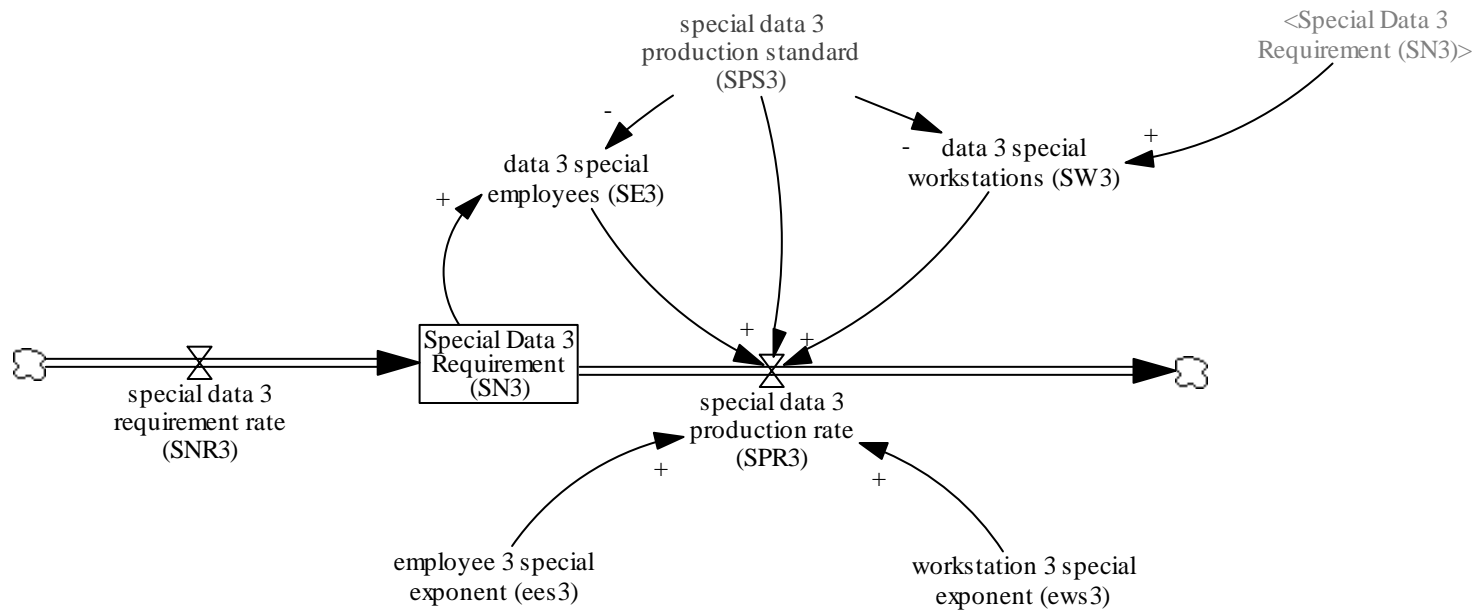 special data 3
production standard
(SPS3)
<Special Data 3
Requirement (SN3)>
-
+
-
data 3 special
employees (SE3)
data 3 special
workstations (SW3)
+
+
+
Special Data 3
Requirement
(SN3)
special data 3
requirement rate
(SNR3)
special data 3
production rate
(SPR3)
+
+
employee 3 special
exponent (ees3)
workstation 3 special
exponent (ews3)